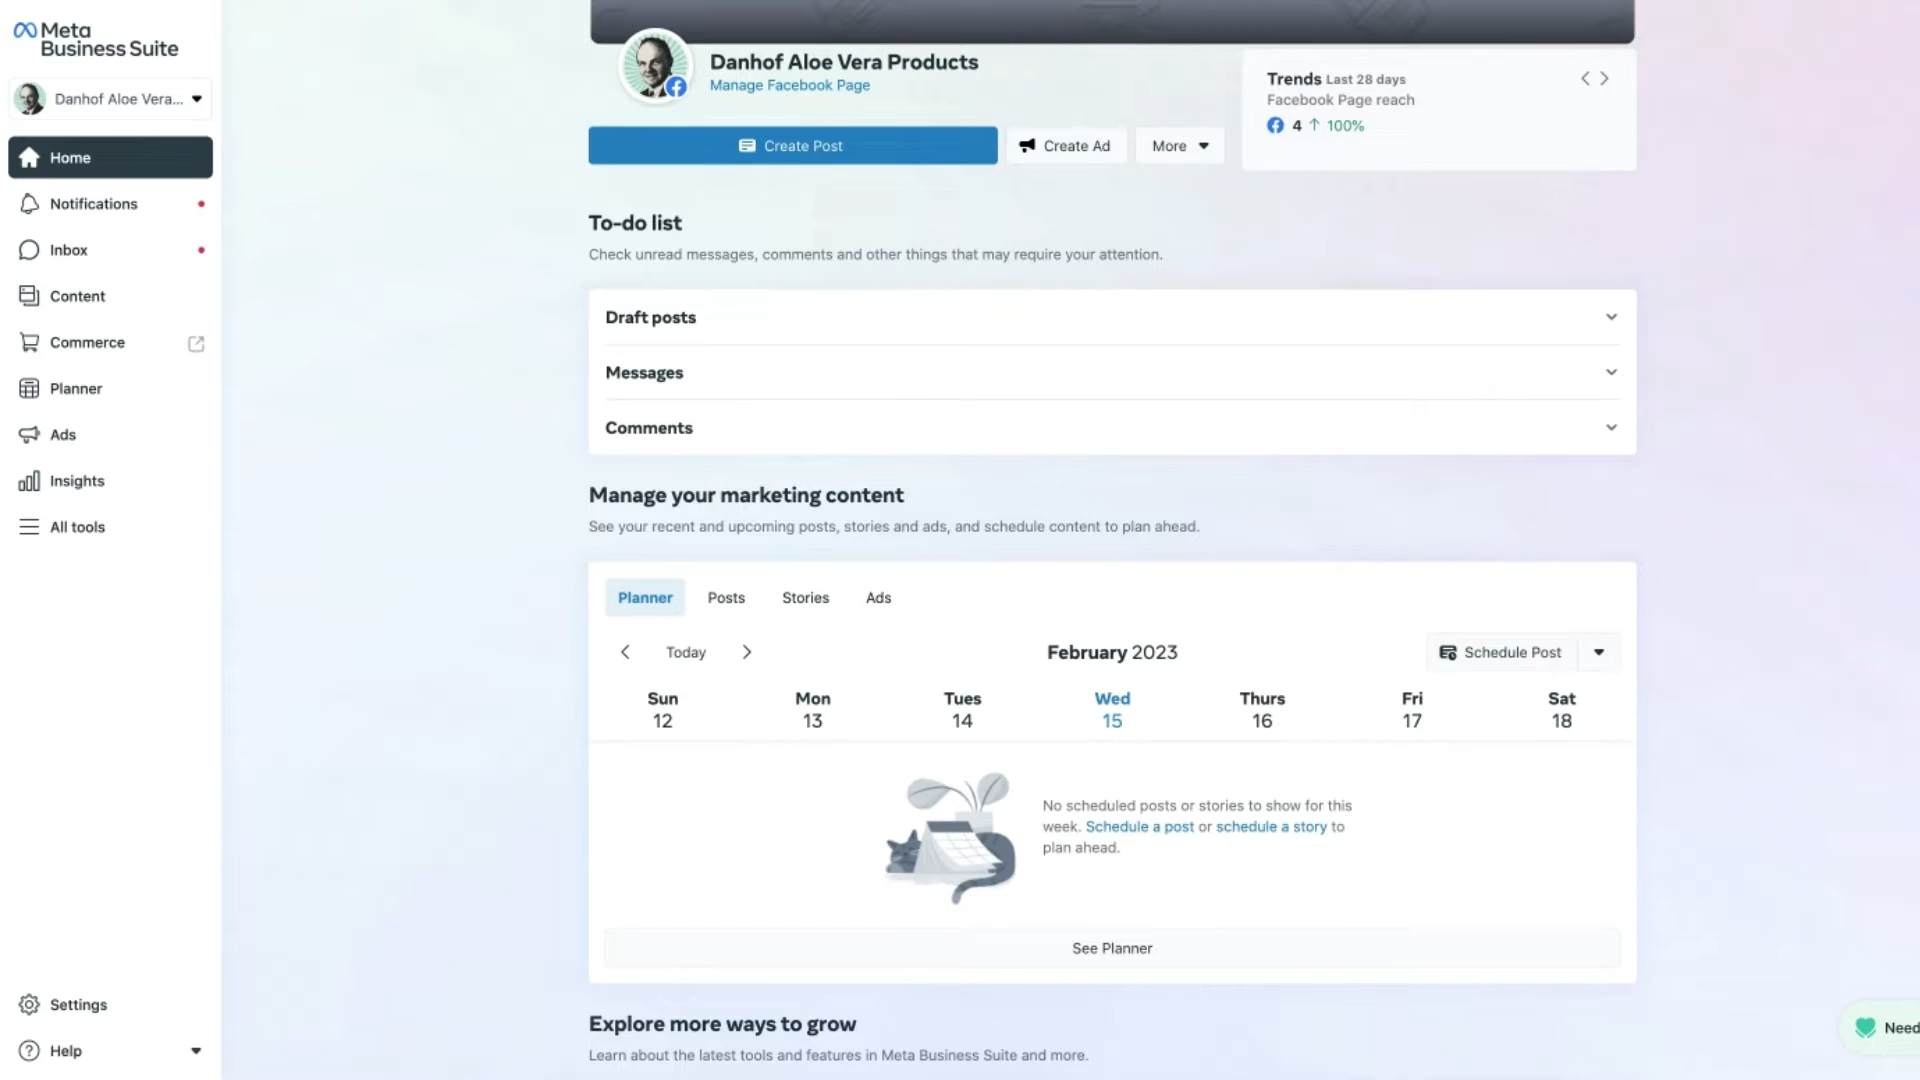 Meta
Business Suite
Danhof Aloe Vera...
Home
Notifications
Inbox
Content
Commerce
Planner
Ads
Insights
All tools
Settings
Help
Danhof Aloe Vera Products
Manage Facebook Page
Create Post
Create Ad
More
Trends Last 28 days
Facebook Page reach
4 ↑ 100%
To-do list
Check unread messages, comments and other things that may require your attention.
Draft posts
Messages
Comments
Manage your marketing content
See your recent and upcoming posts, stories and ads, and schedule content to plan ahead.
Planner Posts Stories Ads
Today
February 2023
Schedule Post
Sun Mon Tues Wed Thurs Fri Sat
12 13 14 15 16 17 18
No scheduled posts or stories to show for this
week. Schedule a post or schedule a story to
plan ahead.
See Planner
Explore more ways to grow
Learn about the latest tools and features in Meta Business Suite and more.
Need